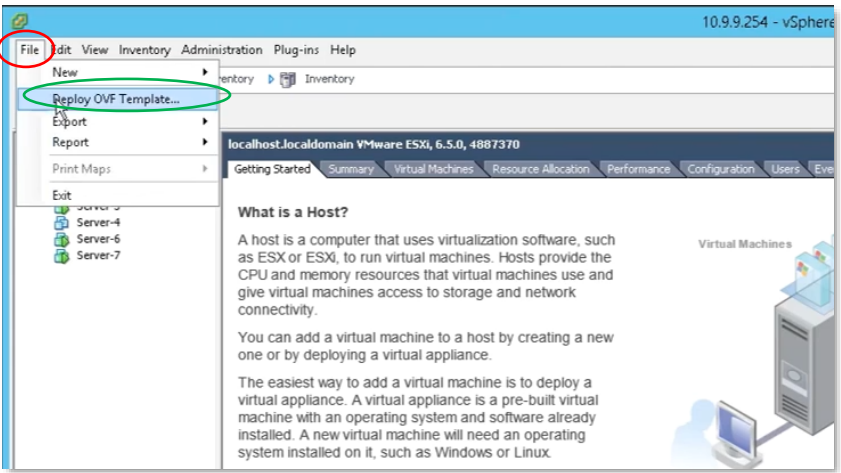 10.9.9.254 - vSphere
File Edit View Inventory Administration Plug-ins Help
New
Inventory
Deploy OVF Template...
Export
Report
Print Maps
Exit
localhost.localdomain VMware ESXi, 6.5.0, 4887370
Getting Started Summary Virtual Machines Resource Allocation Performance Configuration Users Eve
Server-4
Server-6
Server-7
What is a Host?
A host is a computer that uses virtualization software, such
as ESX or ESXi, to run virtual machines. Hosts provide the
CPU and memory resources that virtual machines use and
give virtual machines access to storage and network
connectivity.
You can add a virtual machine to a host by creating a new
one or by deploying a virtual appliance.
The easiest way to add a virtual machine is to deploy a
virtual appliance. A virtual appliance is a pre-built virtual
machine with an operating system and software already
installed. A new virtual machine will need an operating
system installed on it, such as Windows or Linux.
Virtual Machines